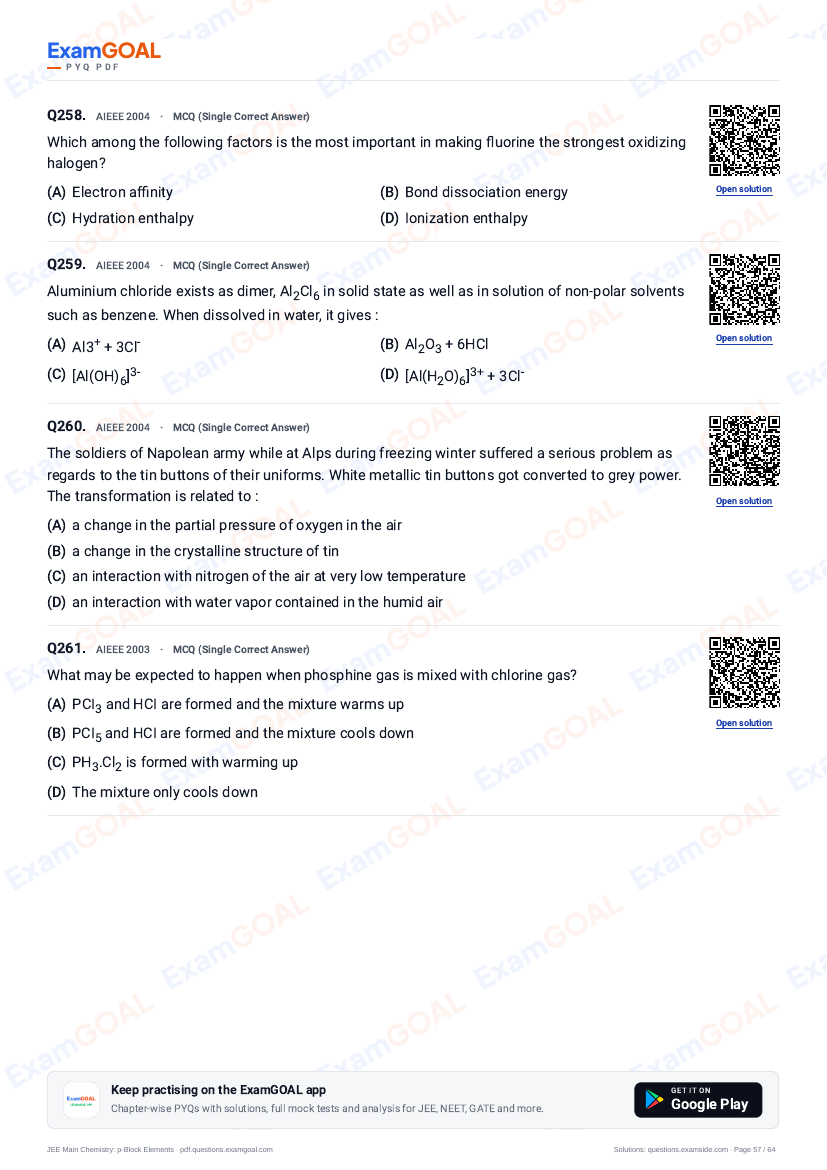 ExamGOAL
PYQ PDF
Q258. AIEEE 2004 · MCQ (Single Correct Answer)
Which among the following factors is the most important in making fluorine the strongest oxidizing
halogen?
(A) Electron affinity (B) Bond dissociation energy
(C) Hydration enthalpy (D) Ionization enthalpy
Open solution
Q259. AIEEE 2004 · MCQ (Single Correct Answer)
Aluminium chloride exists as dimer, Al₂Cl₆ in solid state as well as in solution of non-polar solvents
such as benzene. When dissolved in water, it gives :
(A) Al3⁺ + 3Cl⁻ (B) Al₂O₃ + 6HCl
(C) [Al(OH)₆]³⁻ (D) [Al(H₂O)₆]³⁺ + 3Cl⁻
Open solution
Q260. AIEEE 2004 · MCQ (Single Correct Answer)
The soldiers of Napolean army while at Alps during freezing winter suffered a serious problem as
regards to the tin buttons of their uniforms. White metallic tin buttons got converted to grey power.
The transformation is related to :
(A) a change in the partial pressure of oxygen in the air
(B) a change in the crystalline structure of tin
(C) an interaction with nitrogen of the air at very low temperature
(D) an interaction with water vapor contained in the humid air
Open solution
Q261. AIEEE 2003 · MCQ (Single Correct Answer)
What may be expected to happen when phosphine gas is mixed with chlorine gas?
(A) PCl₃ and HCl are formed and the mixture warms up
(B) PCl₅ and HCl are formed and the mixture cools down
(C) PH₃.Cl₂ is formed with warming up
(D) The mixture only cools down
Open solution
ExamGOAL
Keep practising on the ExamGOAL app
Chapter-wise PYQs with solutions, full mock tests and analysis for JEE, NEET, GATE and more.
GET IT ON
Google Play
JEE Main Chemistry: p-Block Elements · pdf.questions.examgoal.com Solutions: questions.examside.com · Page 57 / 64